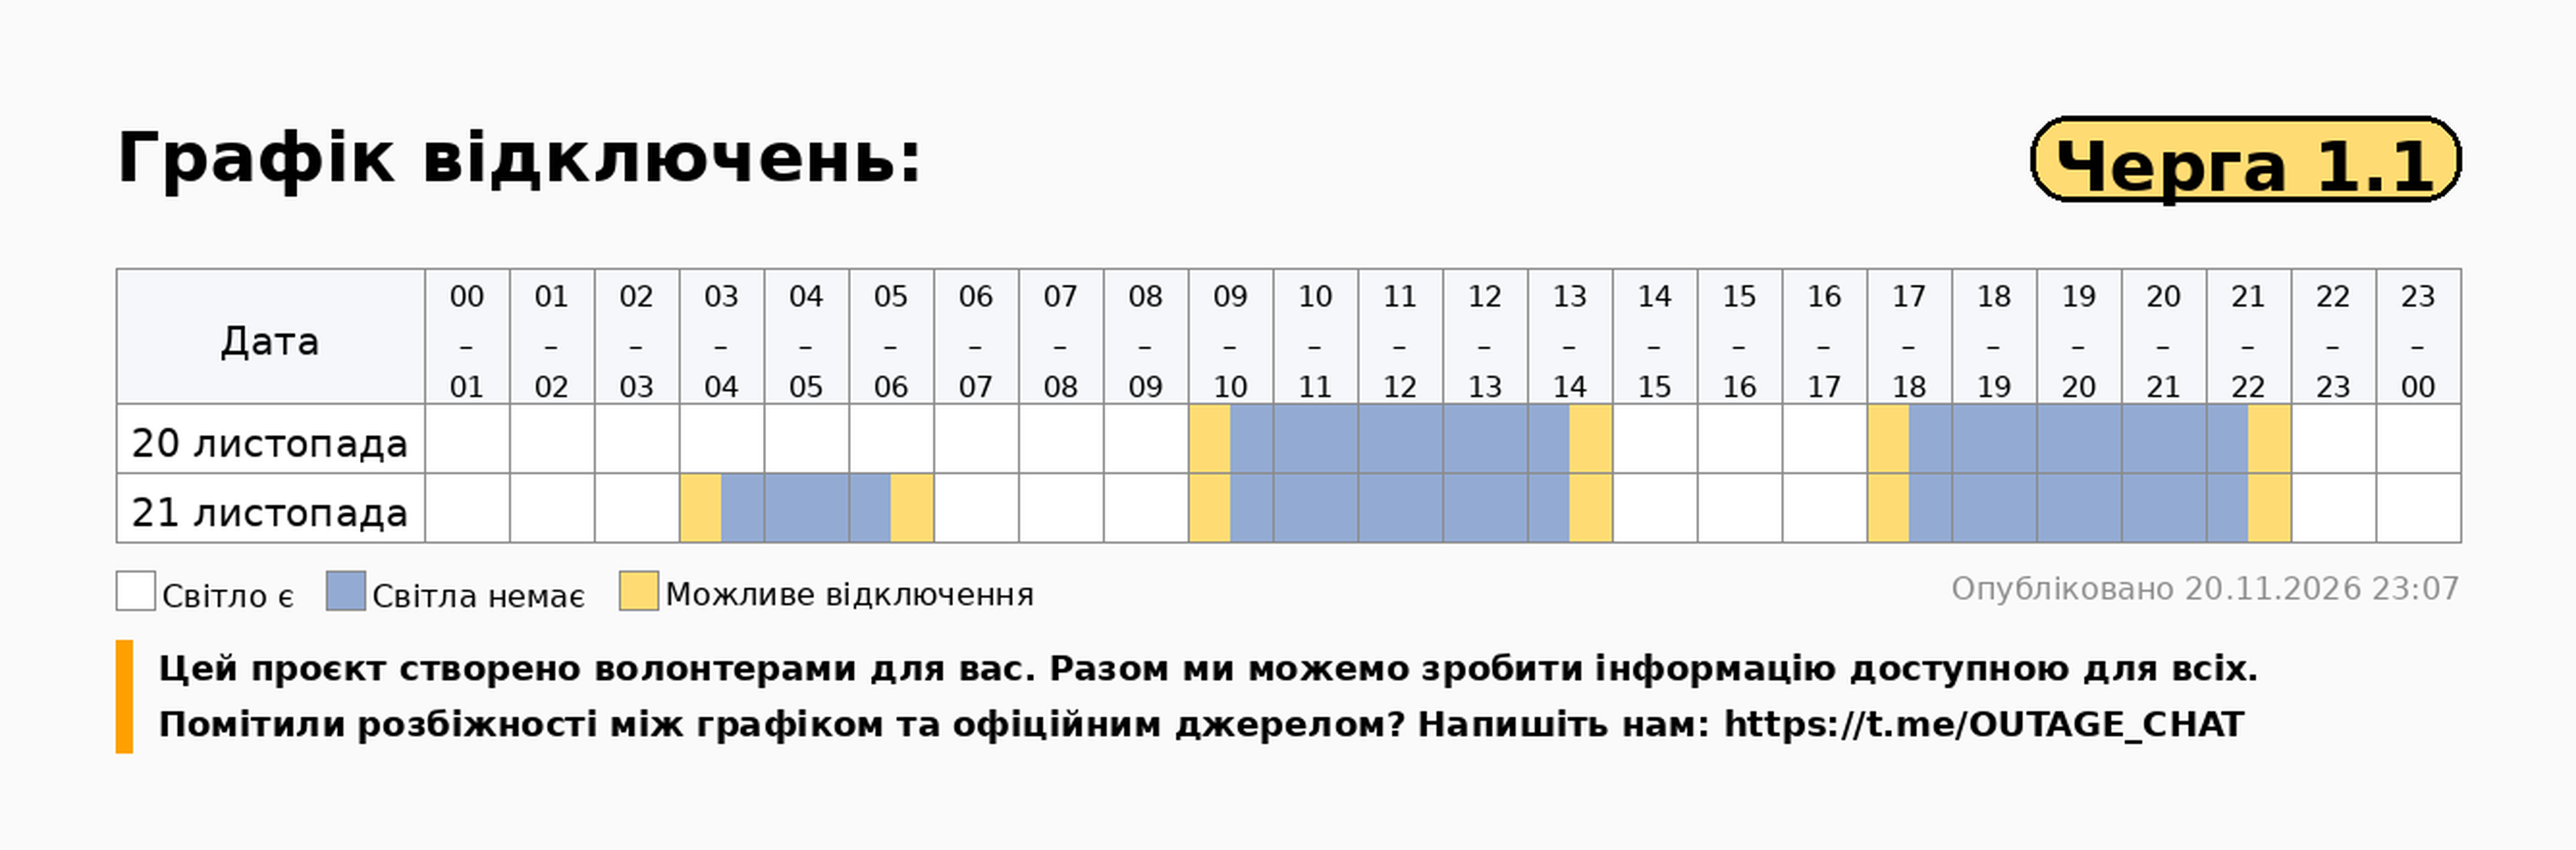 Графік відключень:
Черга 1.1
Дата
00 – 01
01 – 02
02 – 03
03 – 04
04 – 05
05 – 06
06 – 07
07 – 08
08 – 09
09 – 10
10 – 11
11 – 12
12 – 13
13 – 14
14 – 15
15 – 16
16 – 17
17 – 18
18 – 19
19 – 20
20 – 21
21 – 22
22 – 23
23 – 00
20 листопада
21 листопада
Світло є
Світла немає
Можливе відключення
Опубліковано 20.11.2026 23:07
Цей проєкт створено волонтерами для вас. Разом ми можемо зробити інформацію доступною для всіх.
Помітили розбіжності між графіком та офіційним джерелом? Напишіть нам: https://t.me/OUTAGE_CHAT